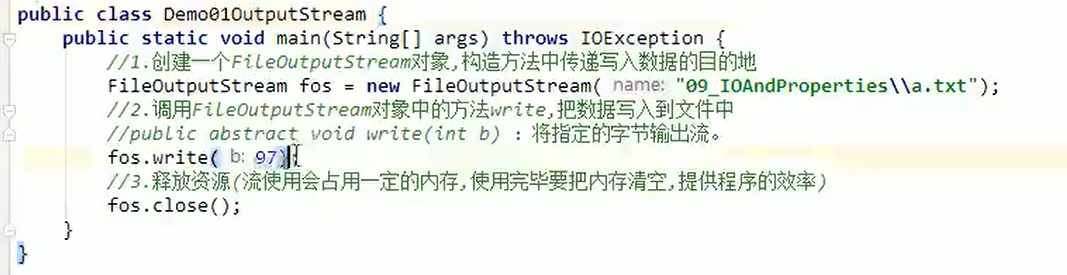 public class Demo01OutputStream {
public static void main(String[] args) throws IOException {
//1.创建一个FileOutputStream对象,构造方法中传递写入数据的目的地
FileOutputStream fos = new FileOutputStream( name: "09_IOAndProperties\\a.txt");
//2.调用FileOutputStream对象中的方法write,把数据写入到文件中
//public abstract void write(int b) : 将指定的字节输出流。
fos.write( b: 97);
//3.释放资源(流使用会占用一定的内存,使用完毕要把内存清空,提供程序的效率)
fos.close();
}
}